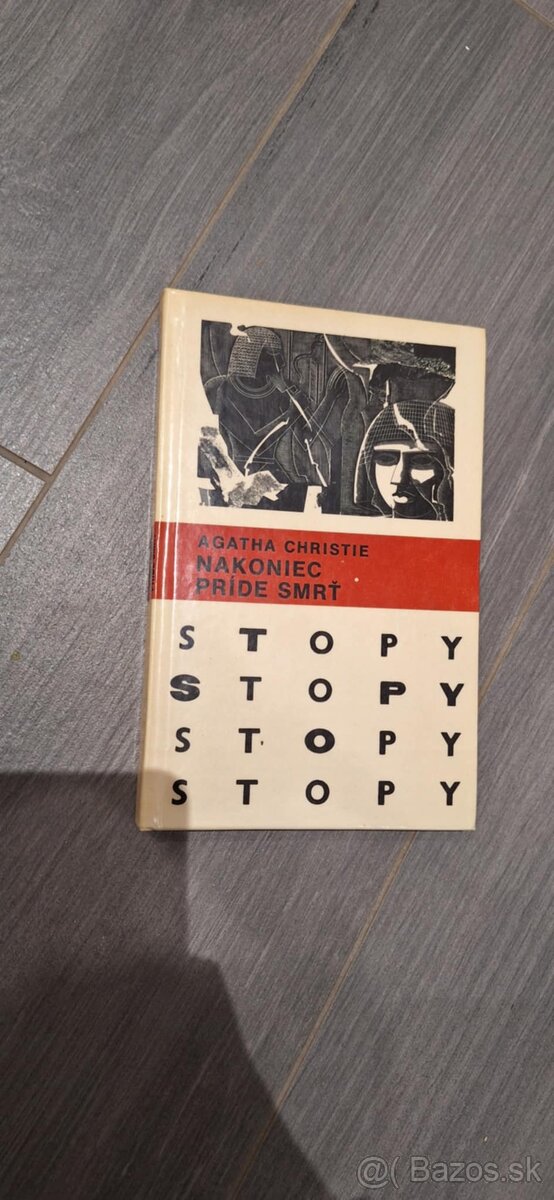 AGATHA CHRISTIE
NAKONIEC
PRÍDE SMRŤ
STOPY
STOPY
STOPY
STOPY
@( Bazos.sk